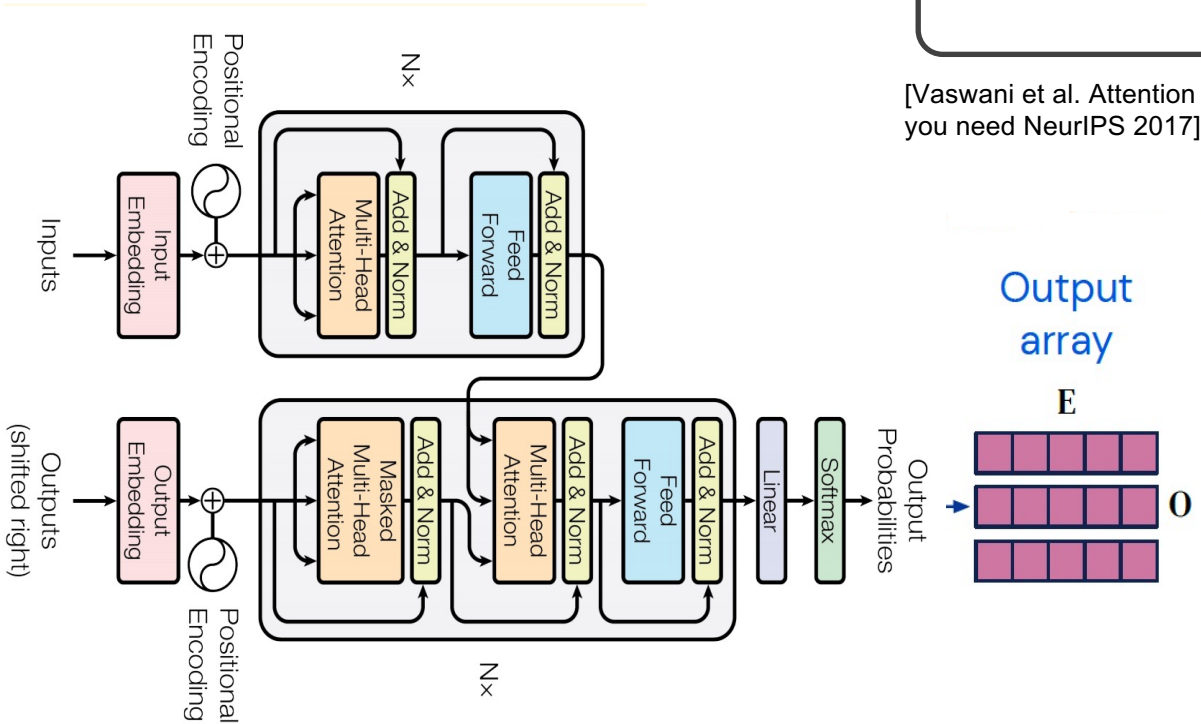 [Vaswani et al. Attention
you need NeurIPS 2017]
Positional
Encoding
Nx
Inputs
Input
Embedding
Multi-Head
Attention
Add & Norm
Feed
Forward
Add & Norm
Outputs
(shifted right)
Output
Embedding
Positional
Encoding
Masked
Multi-Head
Attention
Add & Norm
Multi-Head
Attention
Add & Norm
Feed
Forward
Add & Norm
Nx
Linear
Softmax
Output
Probabilities
Output
array
E
O